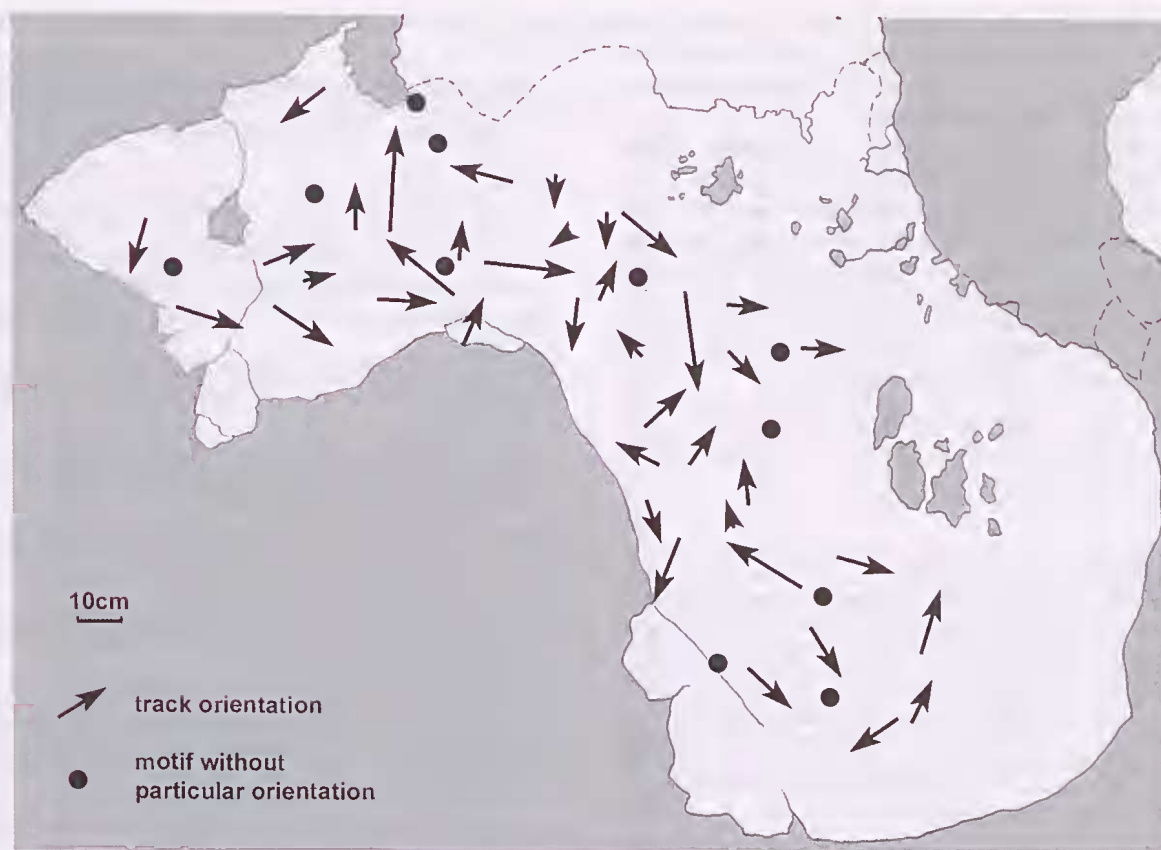 10cm
track orientation
motif without
particular orientation